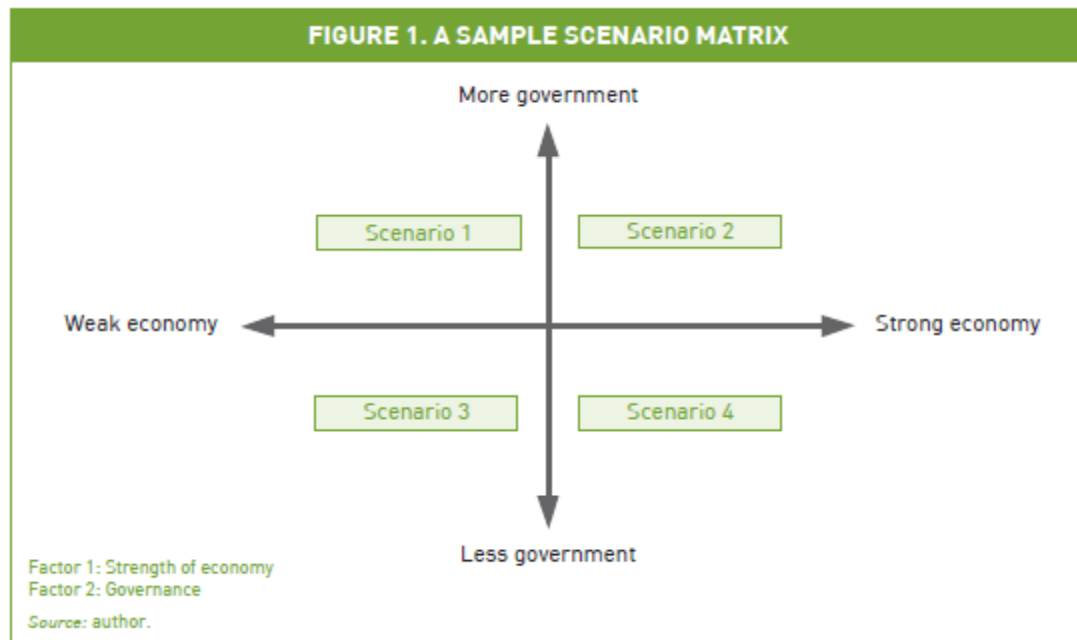 FIGURE 1. A SAMPLE SCENARIO MATRIX
More government
Scenario 1
Scenario 2
Weak economy
Strong economy
Scenario 3
Scenario 4
Less government
Factor 1: Strength of economy
Factor 2: Governance
Source: author.